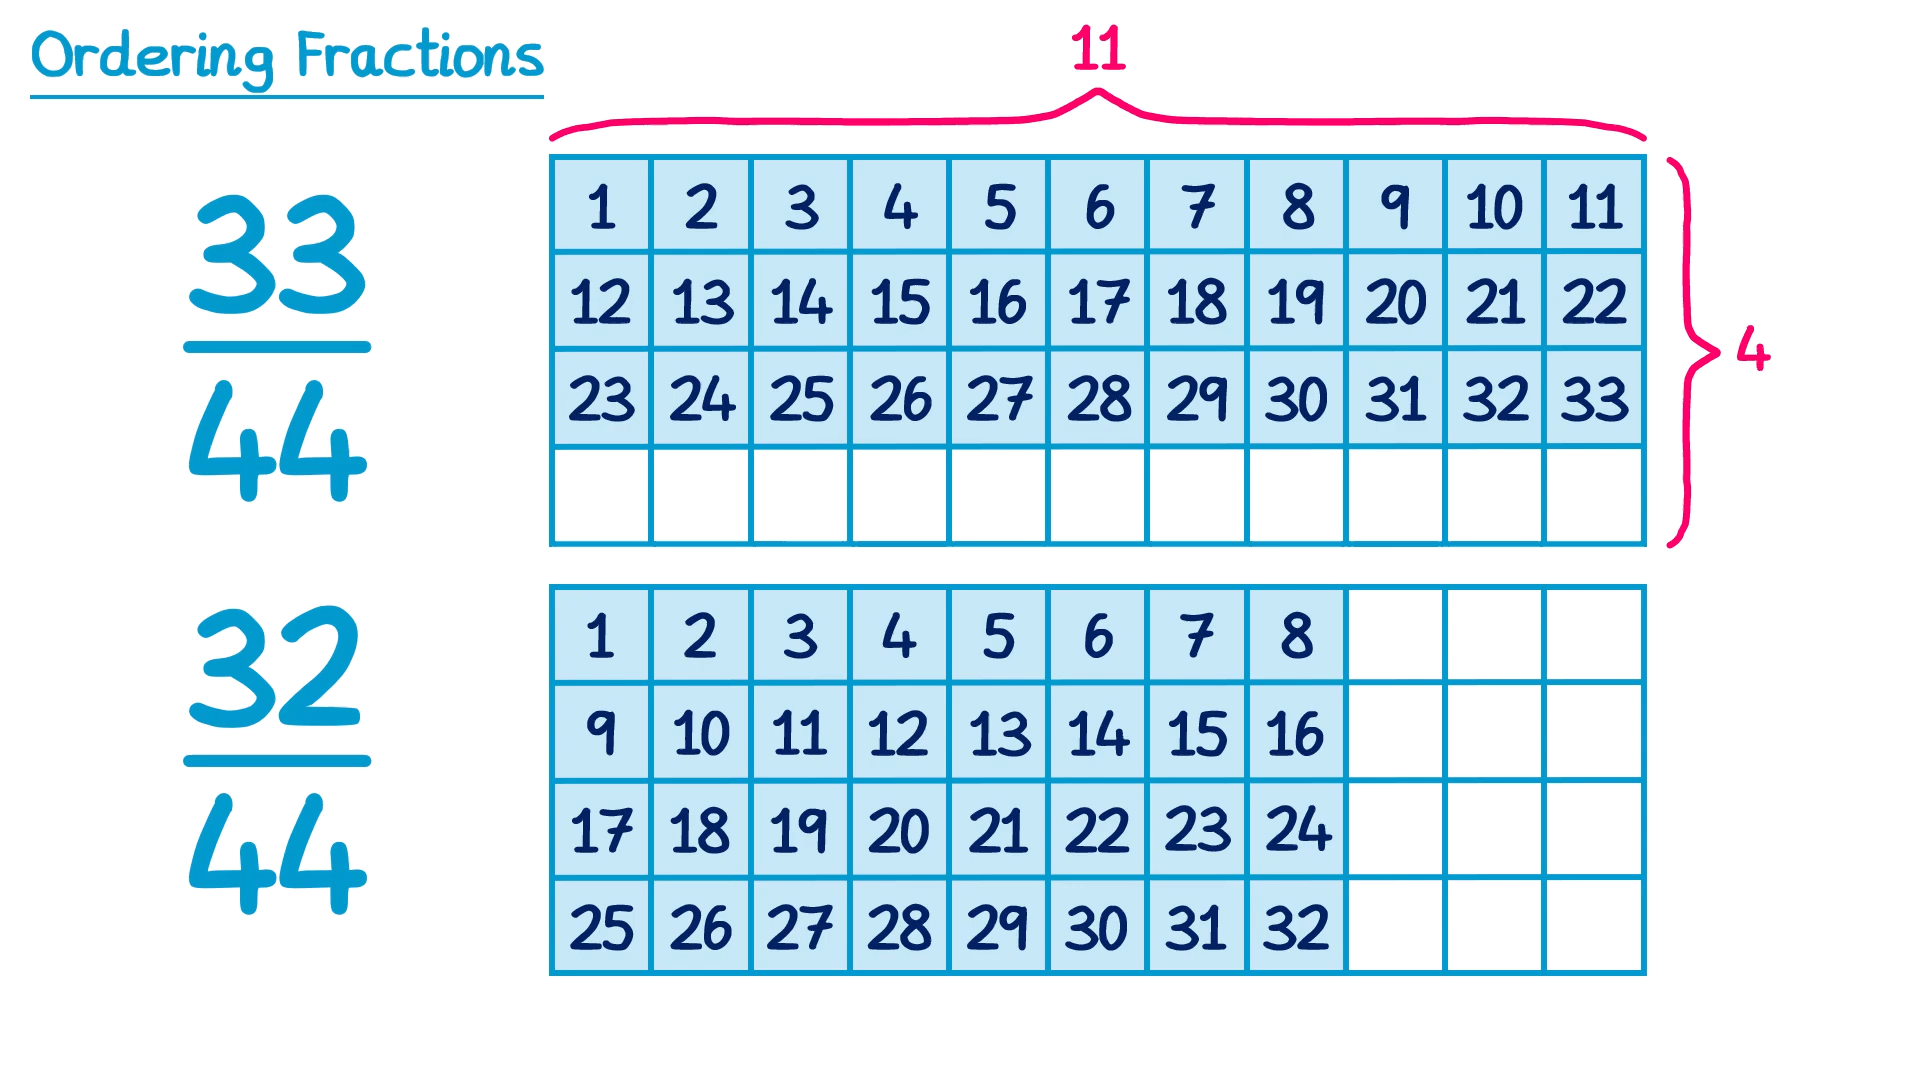 Ordering Fractions
11
33
44
1 2 3 4 5 6 7 8 9 10 11
12 13 14 15 16 17 18 19 20 21 22
23 24 25 26 27 28 29 30 31 32 33
4
32
44
1 2 3 4 5 6 7 8
9 10 11 12 13 14 15 16
17 18 19 20 21 22 23 24
25 26 27 28 29 30 31 32